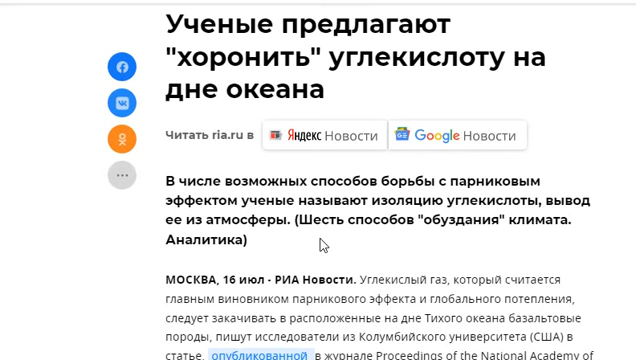 Ученые предлагают
"хоронить" углекислоту на
дне океана
Читать ria.ru в
Яндекс Новости
Google Новости
В числе возможных способов борьбы с парниковым
эффектом ученые называют изоляцию углекислоты, вывод
ее из атмосферы. (Шесть способов "обуздания" климата.
Аналитика)
МОСКВА, 16 июл - РИА Новости. Углекислый газ, который считается
главным виновником парникового эффекта и глобального потепления,
следует закачивать в расположенные на дне Тихого океана базальтовые
породы, пишут исследователи из Колумбийского университета (США) в
статье, опубликованной в журнале Proceedings of the National Academy of